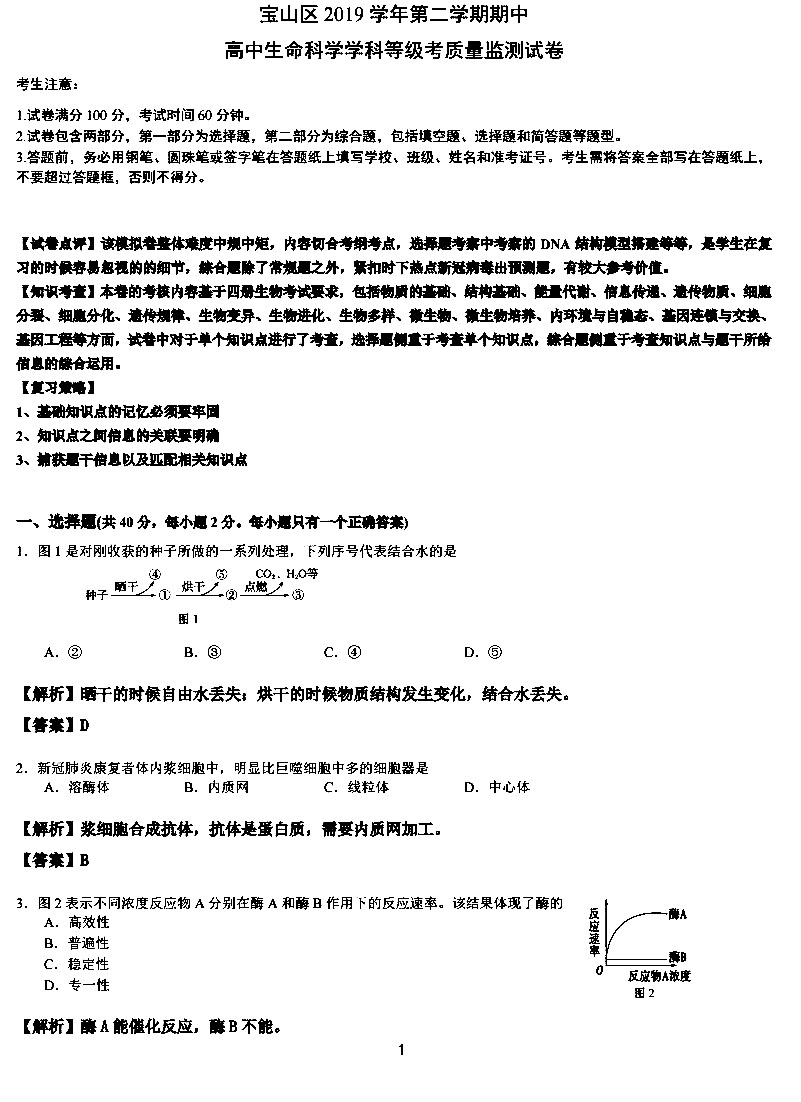 宝山区 2019 学年第二学期期中
高中生命科学学科等级考质量监测试卷
考生注意：
1.试卷满分 100 分，考试时间 60 分钟。
2.试卷包含两部分，第一部分为选择题，第二部分为综合题，包括填空题、选择题和简答题等题型。
3.答题前，务必用钢笔、圆珠笔或签字笔在答题纸上填写学校、班级、姓名和准考证号。考生需将答案全部写在答题纸上，
不要超过答题框，否则不得分。
【试卷点评】该模拟卷整体难度中规中矩，内容切合考纲考点，选择题考察中考察的 DNA 结构模型搭建等等，是学生在复
习的时候容易忽视的的细节，综合题除了常规题之外，紧扣时下热点新冠病毒出预测题，有较大参考价值。
【知识考查】本卷的考核内容基于四册生物考试要求，包括物质的基础、结构基础、能量代谢、信息传递、遗传物质、细胞
分裂、细胞分化、遗传规律、生物变异、生物进化、生物多样、微生物、微生物培养、内环境与自稳态、基因连锁与交换、
基因工程等方面，试卷中对于单个知识点进行了考查，选择题侧重于考查单个知识点，综合题侧重于考查知识点与题干所给
信息的综合运用。
【复习策略】
1、基础知识点的记忆必须要牢固
2、知识点之间信息的关联要明确
3、捕获题干信息以及匹配相关知识点
一、选择题(共 40 分，每小题 2 分。每小题只有一个正确答案)
1．图 1 是对刚收获的种子所做的一系列处理，下列序号代表结合水的是
④ ⑤ CO₂、H₂O等
种子 晒干 ① 烘干 ② 点燃 ③
图 1
A．② B．③ C．④ D．⑤
【解析】晒干的时候自由水丢失；烘干的时候物质结构发生变化，结合水丢失。
【答案】D
2．新冠肺炎康复者体内浆细胞中，明显比巨噬细胞中多的细胞器是
A．溶酶体 B．内质网 C．线粒体 D．中心体
【解析】浆细胞合成抗体，抗体是蛋白质，需要内质网加工。
【答案】B
3．图 2 表示不同浓度反应物 A 分别在酶 A 和酶 B 作用下的反应速率。该结果体现了酶的
A．高效性
B．普遍性
C．稳定性
D．专一性
反应速率
酶A
酶B
O
反应物A浓度
图 2
【解析】酶 A 能催化反应，酶 B 不能。
1